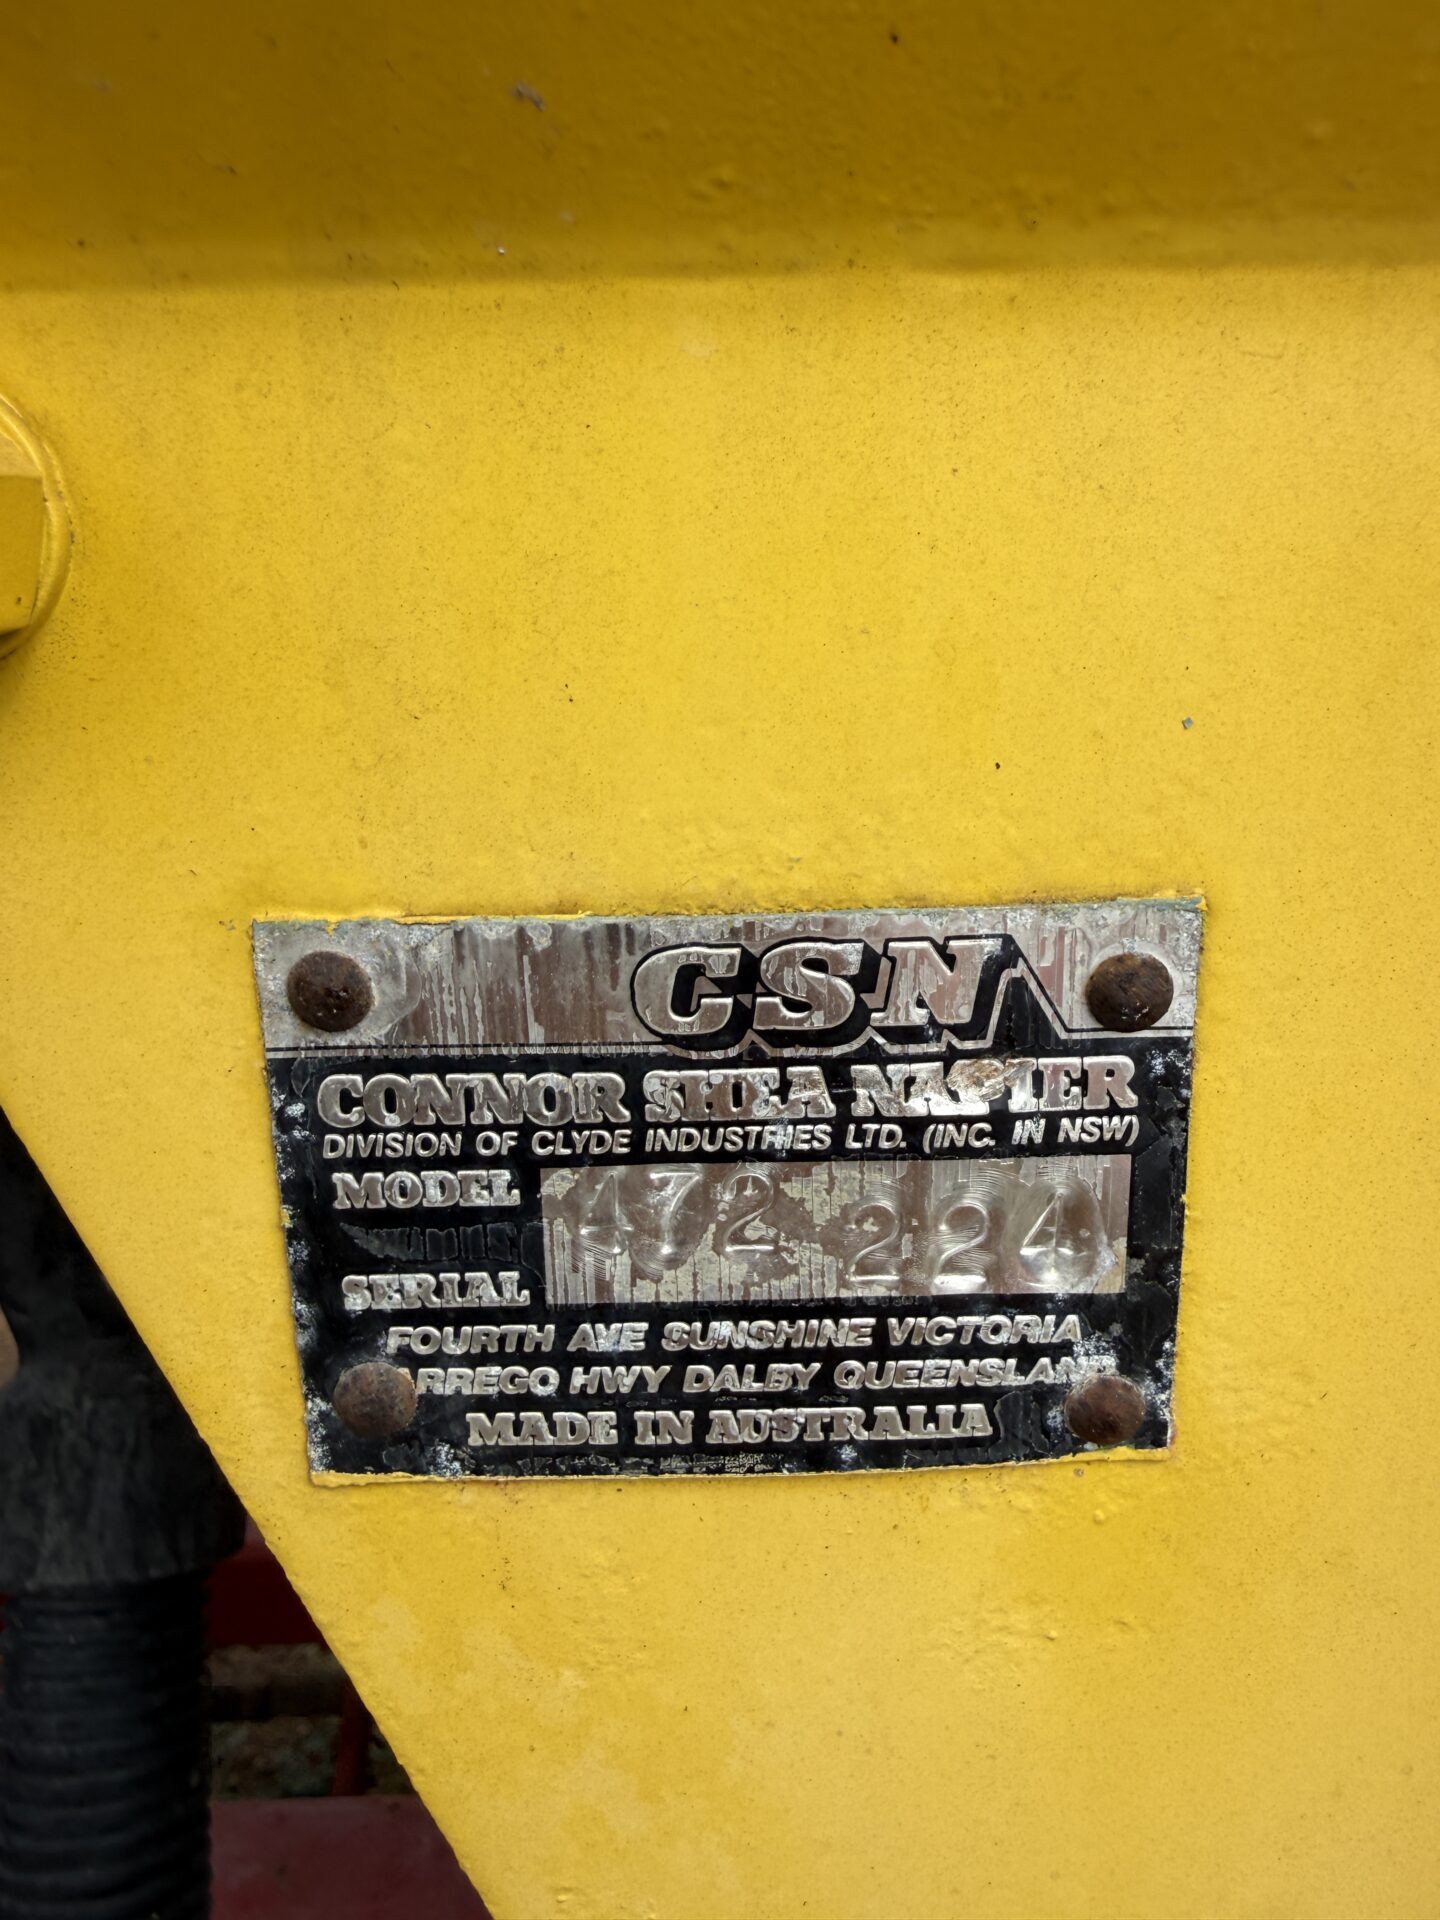 CSN
CONNOR SHEA NAPIER
DIVISION OF CLYDE INDUSTRIES LTD. (INC. IN NSW)
MODEL 472 224
SERIAL
FOURTH AVE SUNSHINE VICTORIA
HWY DALBY QUEENSLAND
MADE IN AUSTRALIA